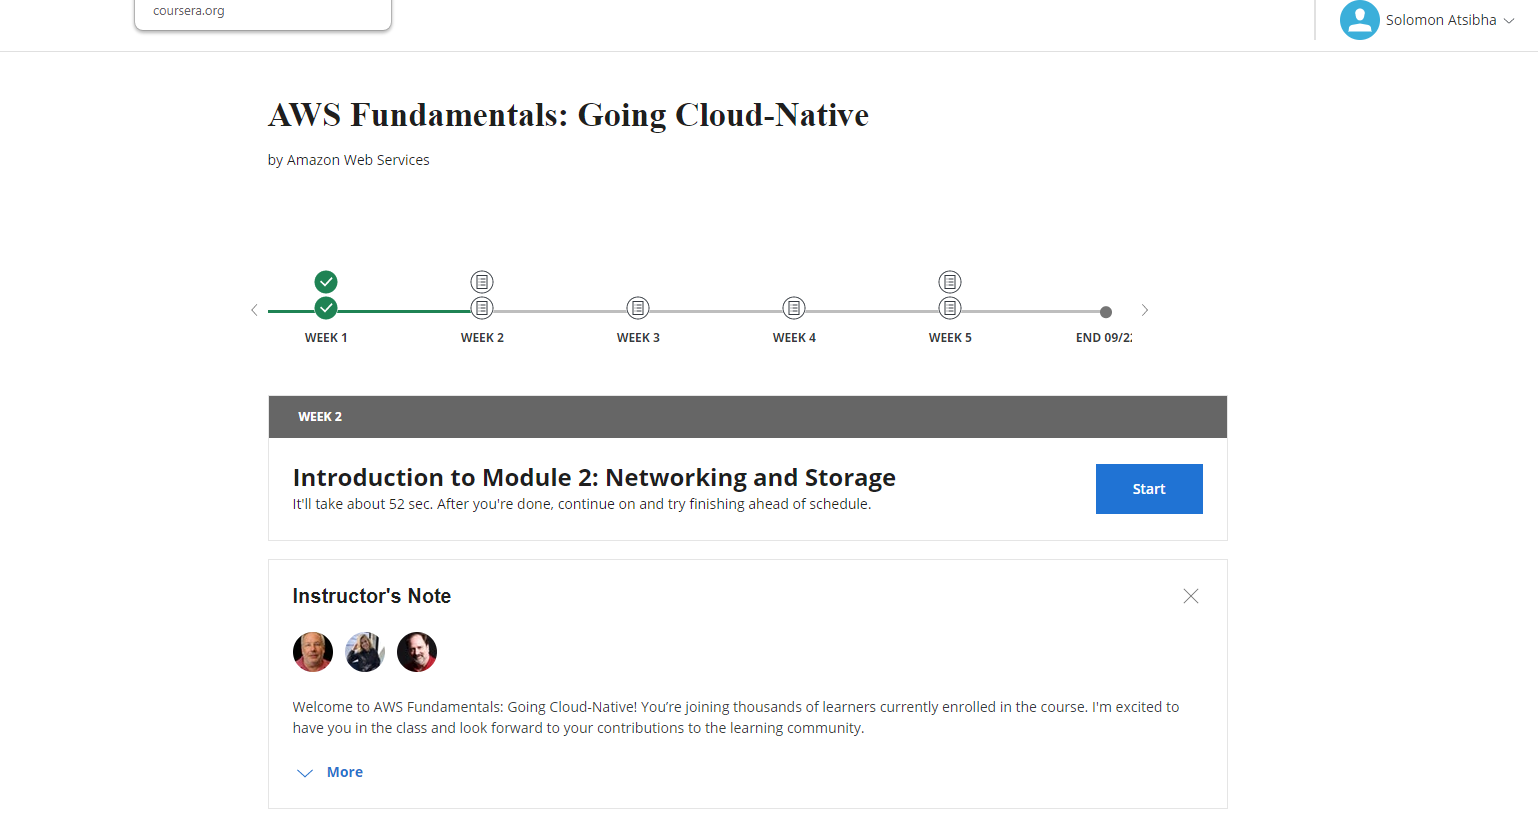 coursera.org
Solomon Atsibha
AWS Fundamentals: Going Cloud-Native
by Amazon Web Services
WEEK 1
WEEK 2
WEEK 3
WEEK 4
WEEK 5
END 09/2
WEEK 2
Introduction to Module 2: Networking and Storage
It'll take about 52 sec. After you're done, continue on and try finishing ahead of schedule.
Start
Instructor's Note
Welcome to AWS Fundamentals: Going Cloud-Native! You’re joining thousands of learners currently enrolled in the course. I'm excited to
have you in the class and look forward to your contributions to the learning community.
More